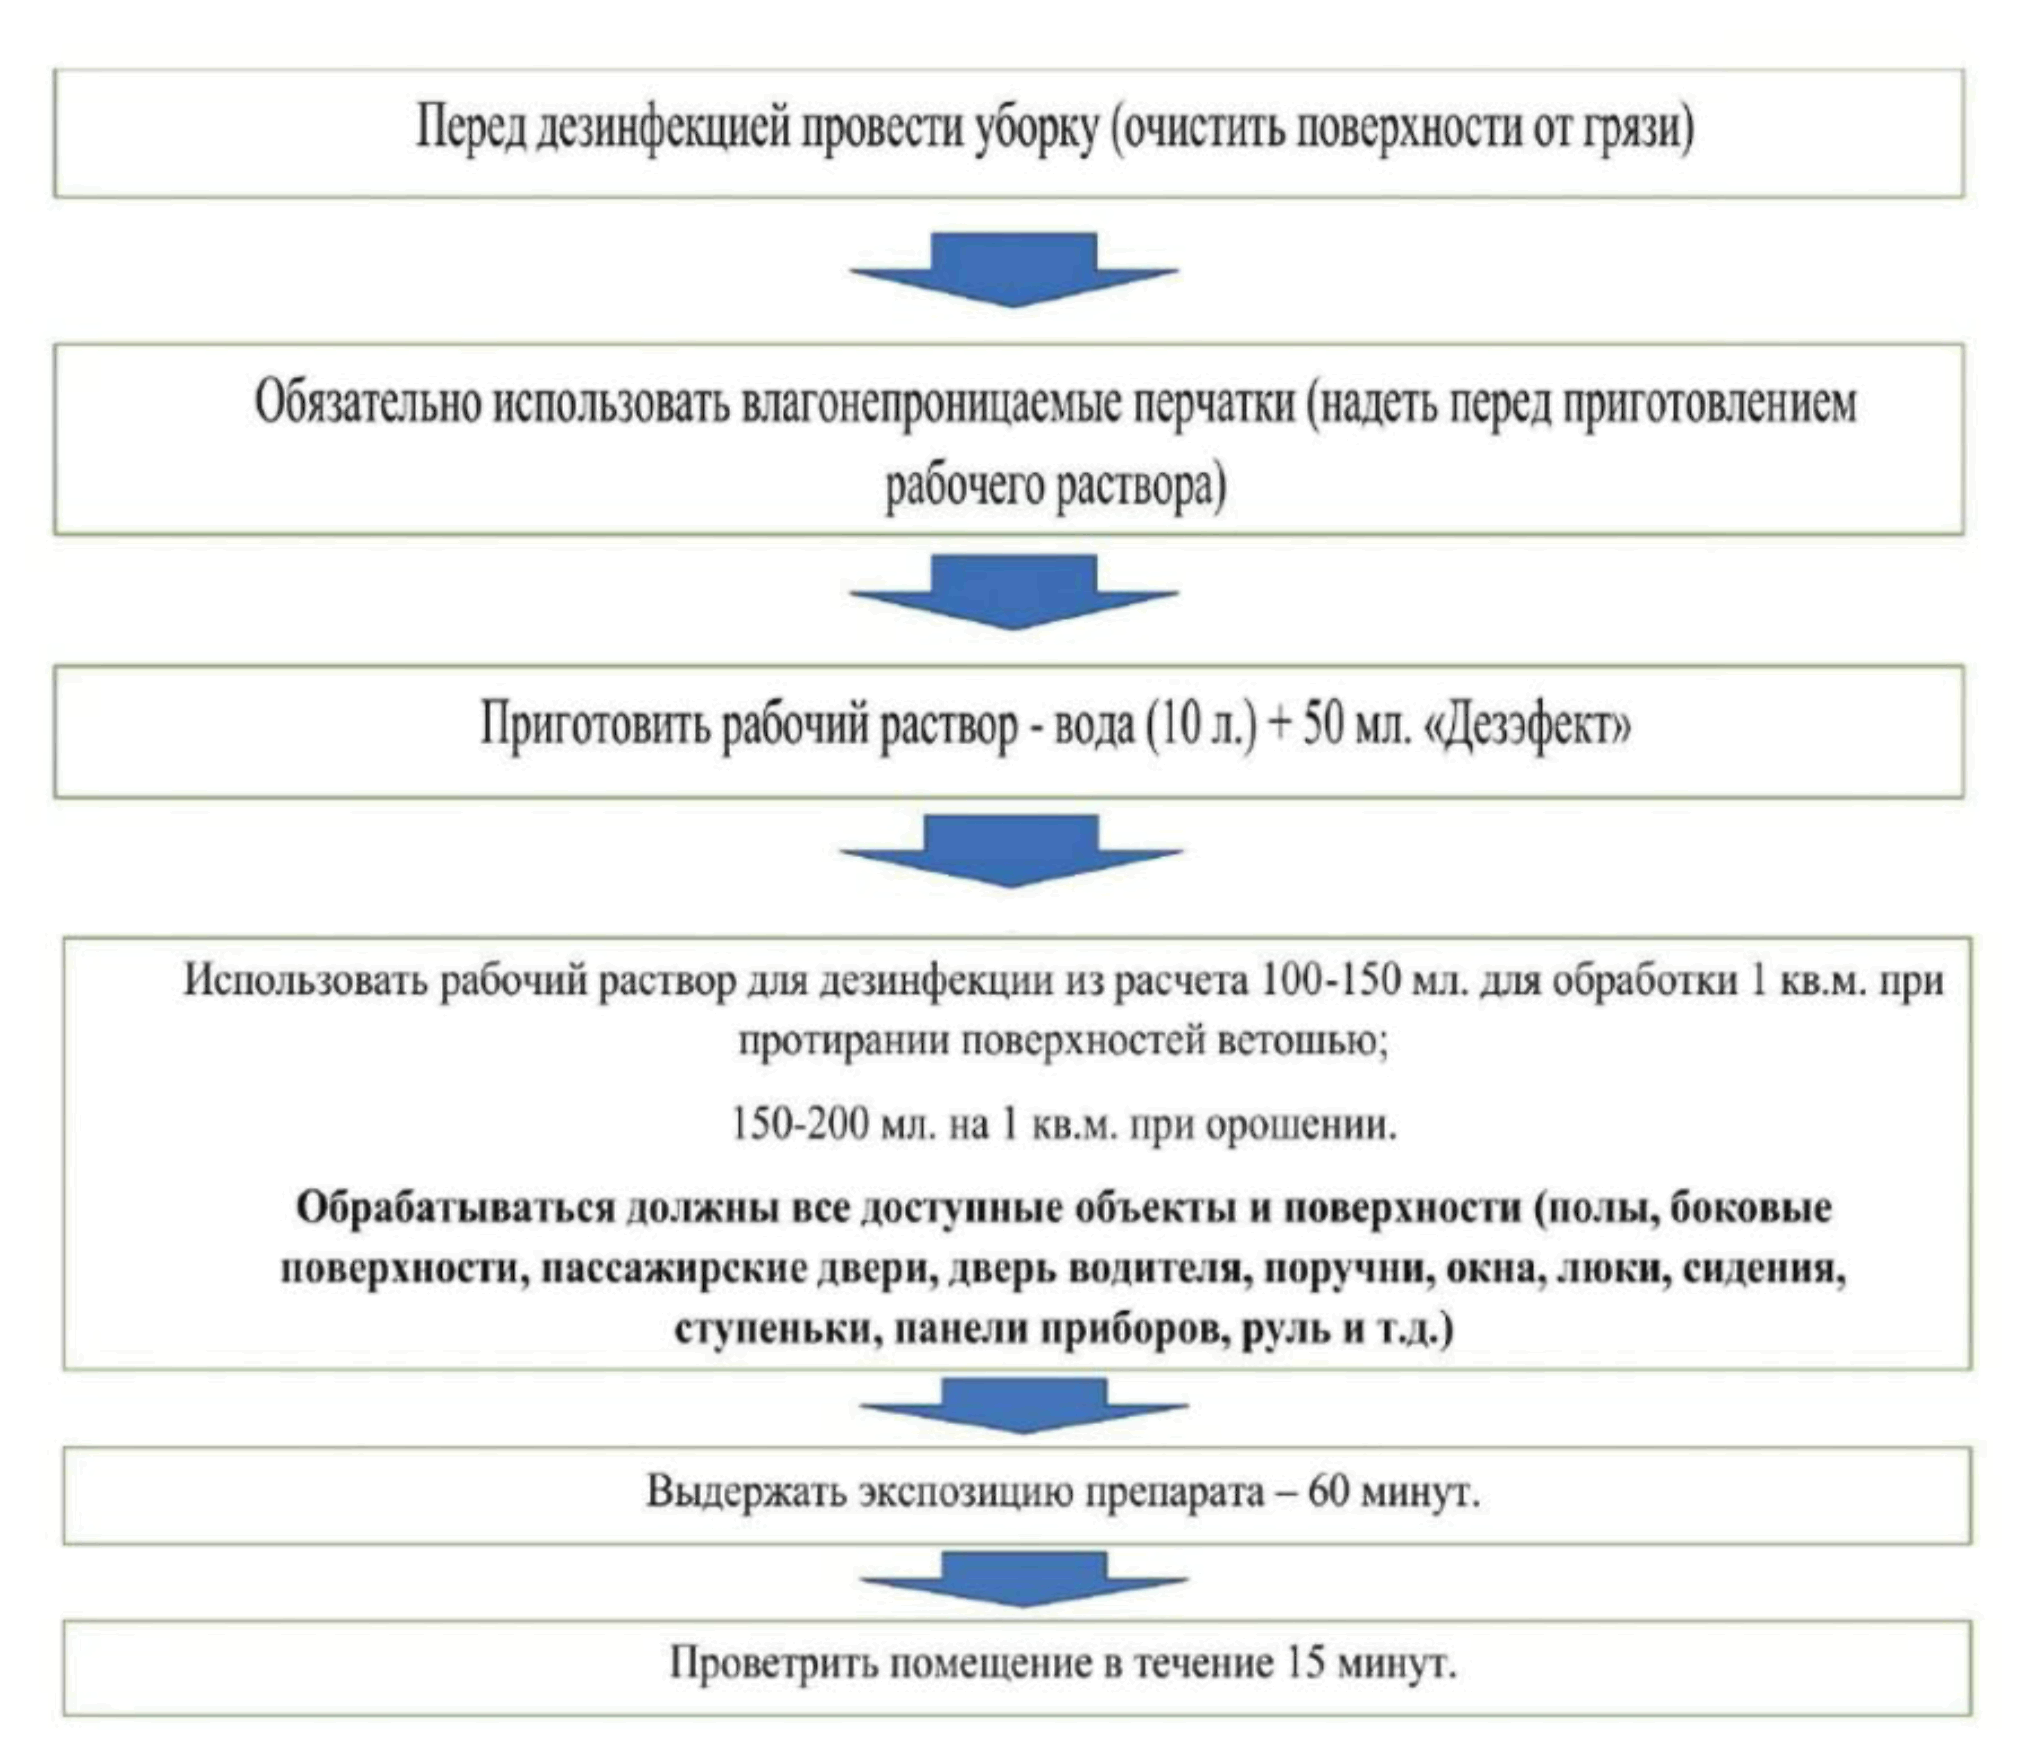 Перед дезинфекцией провести уборку (очистить поверхности от грязи)
Обязательно использовать влагонепроницаемые перчатки (надеть перед приготовлением
рабочего раствора)
Приготовить рабочий раствор - вода (10 л.) + 50 мл. «Дезэфект»
Использовать рабочий раствор для дезинфекции из расчета 100-150 мл. для обработки 1 кв.м. при
протирании поверхностей ветошью;
150-200 мл. на 1 кв.м. при орошении.
Обрабатываться должны все доступные объекты и поверхности (полы, боковые
поверхности, пассажирские двери, дверь водителя, поручни, окна, люки, сидения,
ступеньки, панели приборов, руль и т.д.)
Выдержать экспозицию препарата – 60 минут.
Проветрить помещение в течение 15 минут.